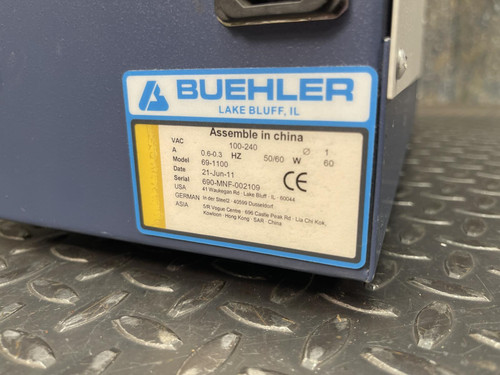 BUEHLER
LAKE BLUFF, IL
Assemble in china
VAC 100-240 Ø 1
A. 0.6-0.3 HZ 50/60 W 60
Model 69-1100
Date 21-Jun-11
Serial 690-MNF-002109
CE
USA 41 Waukegan Rd · Lake Bluff · IL · 60044
GERMAN In der Steele · 40599 Dusseldorf
ASIA 5/R Vogue Centre · 696 Castle Peak Rd · Lia Chi Kok,
Kowloon · Hong Kong · SAR · China